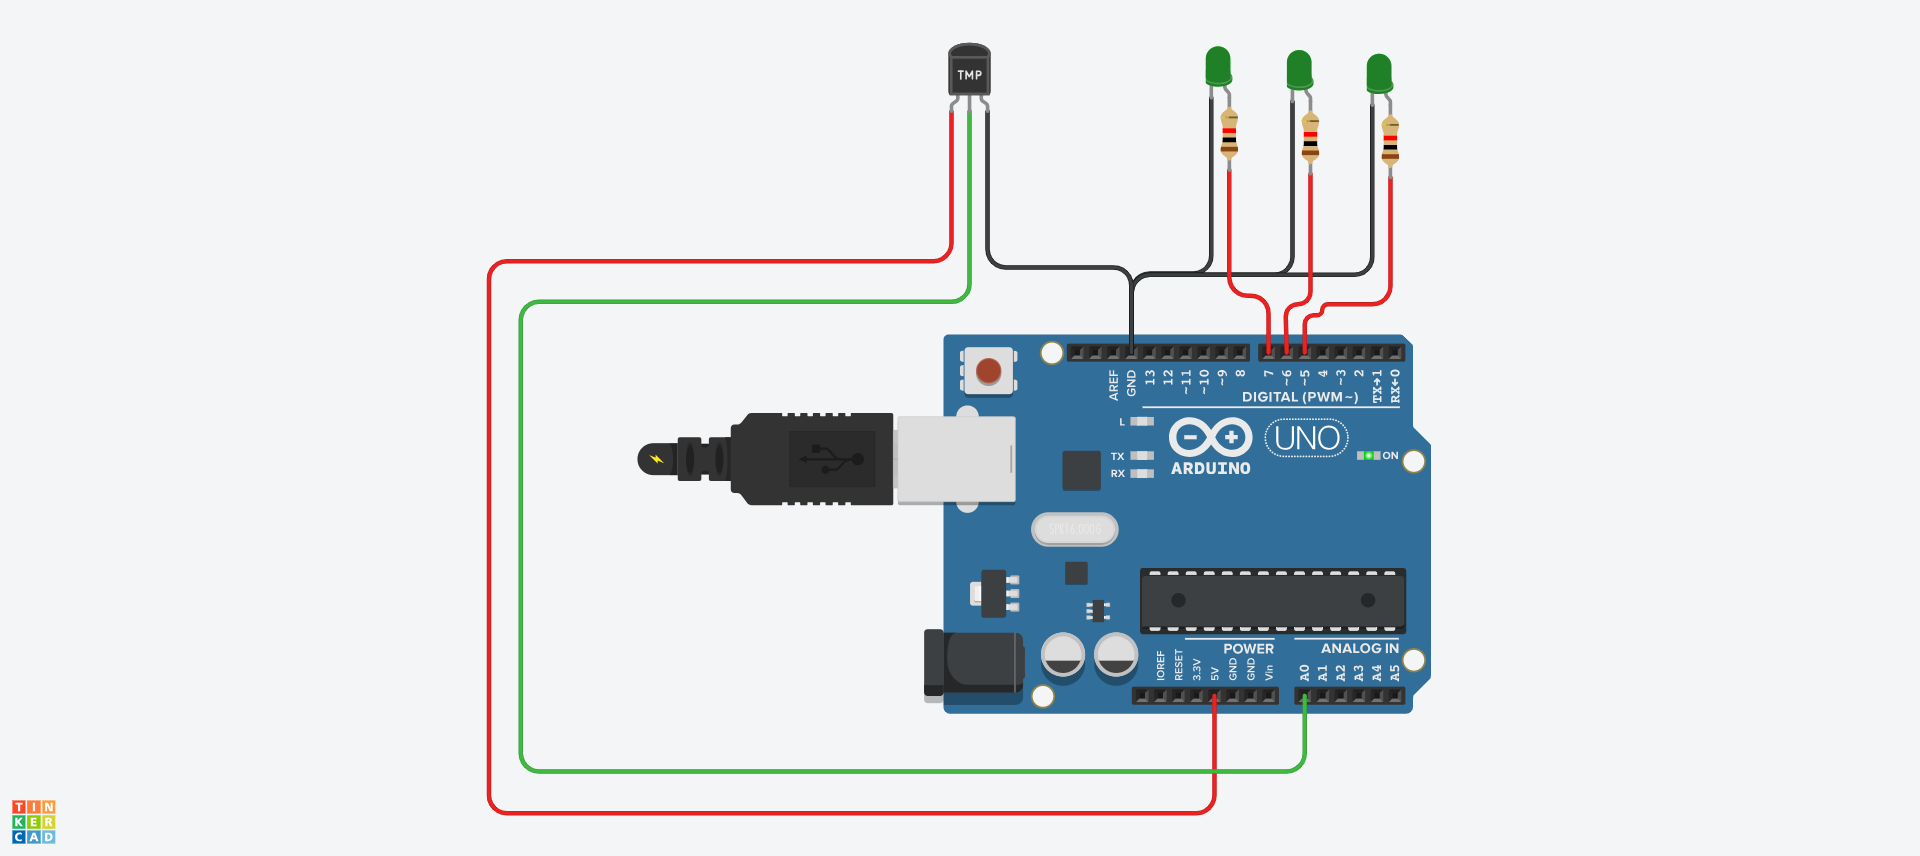 TMP
AREF
GND
13
12
~11
~10
~9
8
7
~6
~5
4
~3
2
TX→1
RX←0
DIGITAL (PWM~)
L
TX
RX
ARDUINO
UNO
ON
SPK16.000G
POWER
ANALOG IN
IOREF
RESET
3.3V
5V
GND
GND
Vin
A0
A1
A2
A3
A4
A5
TIN
KER
CAD